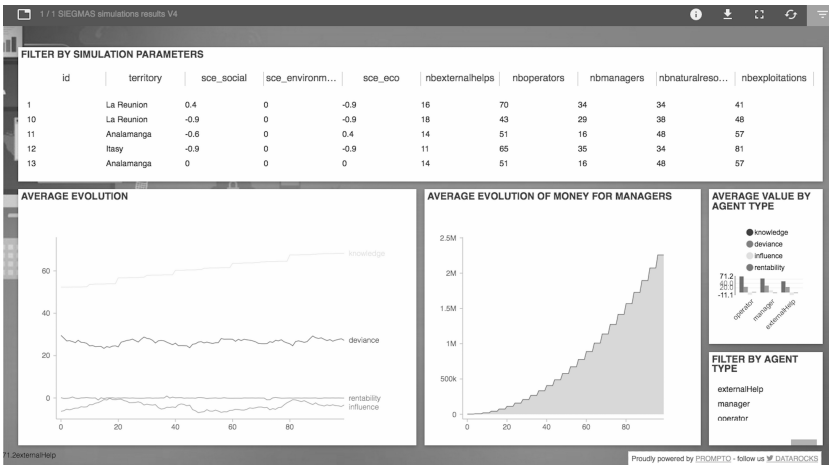 1 / 1 SIEGMAS simulations results V4
FILTER BY SIMULATION PARAMETERS
id territory sce_social sce_environm... sce_eco nbexternalhelps nboperators nbmanagers nbnaturalreso... nbexploitations
1 La Reunion 0.4 0 -0.9 16 70 34 34 41
10 La Reunion -0.9 0 -0.9 18 43 29 38 48
11 Analamanga -0.6 0 0.4 14 51 16 48 57
12 Itasy -0.9 0 -0.9 11 65 35 34 81
13 Analamanga 0 0 0 14 51 16 48 57
AVERAGE EVOLUTION
knowledge
60
40
deviance
20
rentability
0
influence
0 20 40 60 80
AVERAGE EVOLUTION OF MONEY FOR MANAGERS
2.5M
2M
1.5M
1M
500k
0
0 20 40 60 80
AVERAGE VALUE BY
AGENT TYPE
knowledge
deviance
influence
rentability
71.2
40.0
20.0
-11.1
operator manager externalHelp
FILTER BY AGENT
TYPE
externalHelp
manager
operator
71.2externalHelp
Proudly powered by PROMPTO - follow us DATAROCKS